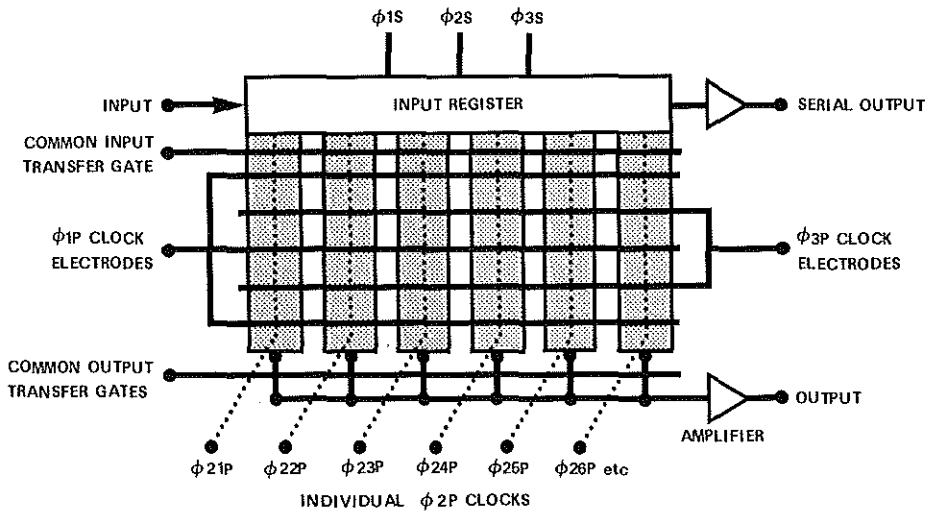 ϕ1S ϕ2S ϕ3S
INPUT
INPUT REGISTER
SERIAL OUTPUT
COMMON INPUT
TRANSFER GATE
ϕ1P CLOCK
ELECTRODES
ϕ3P CLOCK
ELECTRODES
COMMON OUTPUT
TRANSFER GATES
OUTPUT
AMPLIFIER
ϕ21P ϕ22P ϕ23P ϕ24P ϕ25P ϕ26P etc
INDIVIDUAL ϕ2P CLOCKS